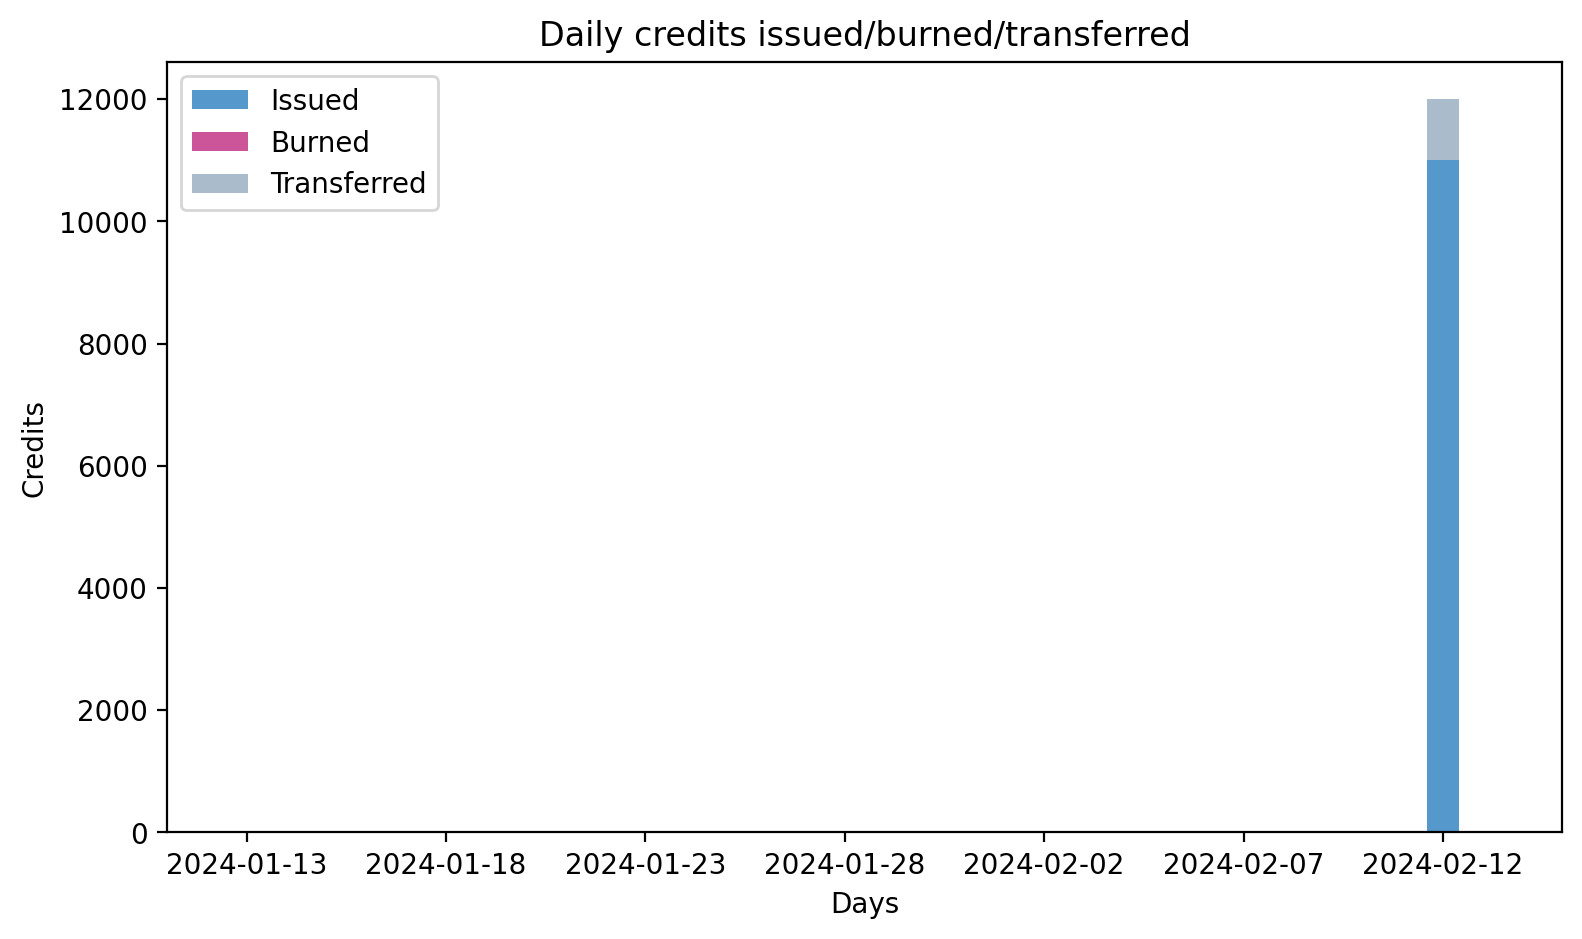 Daily credits issued/burned/transferred
Issued
Burned
Transferred
12000
10000
8000
6000
4000
2000
0
Credits
2024-01-13 2024-01-18 2024-01-23 2024-01-28 2024-02-02 2024-02-07 2024-02-12
Days